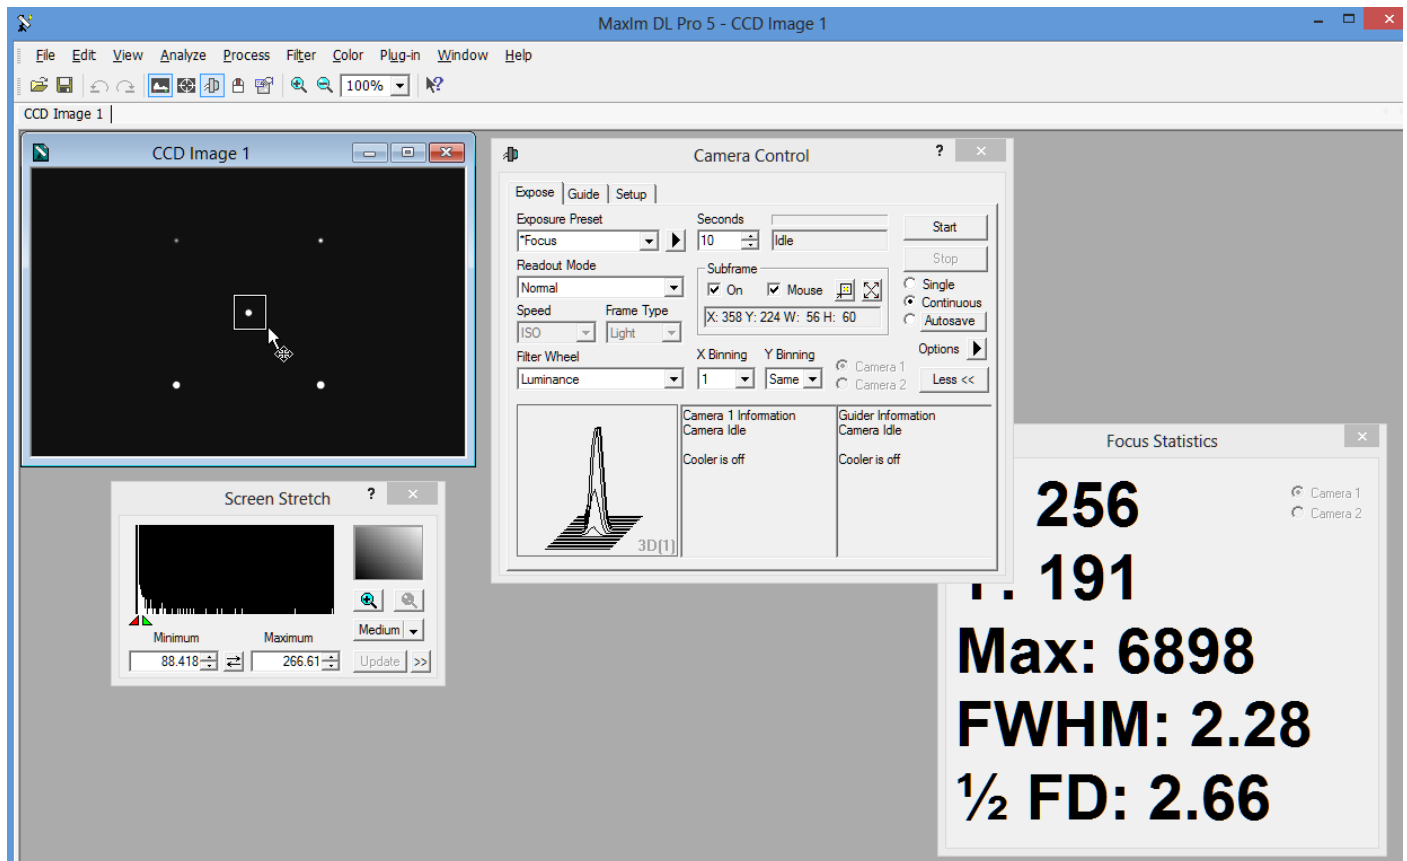 MaxIm DL Pro 5 - CCD Image 1
File Edit View Analyze Process Filter Color Plug-in Window Help
100%
CCD Image 1
CCD Image 1
Camera Control
?
Expose Guide Setup
Exposure Preset
*Focus
Seconds
10
Idle
Start
Stop
Readout Mode
Normal
Subframe
On Mouse
X: 358 Y: 224 W: 56 H: 60
Single
Continuous
Autosave
Speed Frame Type
ISO Light
Options
Filter Wheel
Luminance
X Binning Y Binning
1 Same
Camera 1
Camera 2
Less <<
3D(1)
Camera 1 Information
Camera Idle
Cooler is off
Guider Information
Camera Idle
Cooler is off
Screen Stretch
?
Minimum Maximum
88.418 266.61
Medium
Update >>
Focus Statistics
256
Camera 1
Camera 2
191
Max: 6898
FWHM: 2.28
½ FD: 2.66